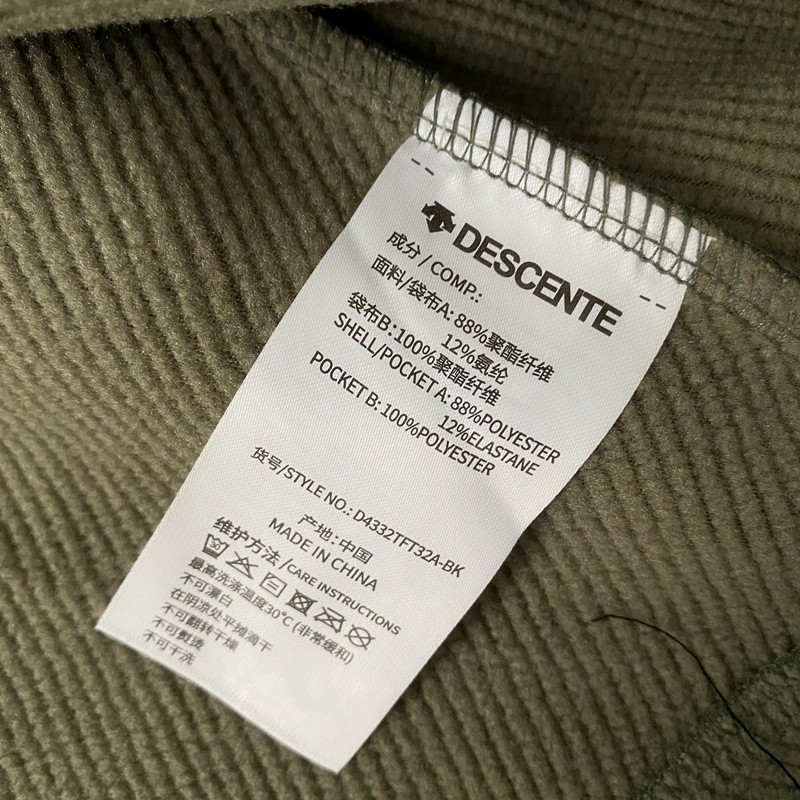 DESCENTE
成分/COMP.:
面料/袋布A:88%聚酯纤维
12%氨纶
袋布B:100%聚酯纤维
SHELL/POCKET A:88%POLYESTER
12%ELASTANE
POCKET B:100%POLYESTER
货号/STYLE NO.:D4332TFT32A-BK
产地:中国
MADE IN CHINA
维护方法/CARE INSTRUCTIONS
最高洗涤温度30℃(非常缓和)
不可漂白
在阴凉处平摊滴干
不可翻转干燥
不可熨烫
不可干洗